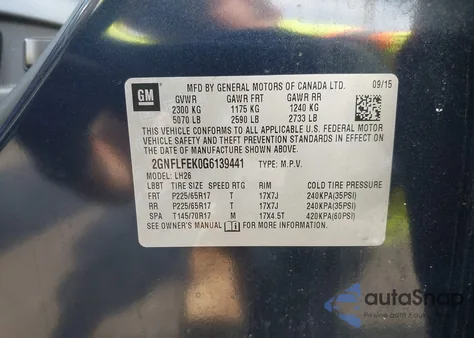 GM
MFD BY GENERAL MOTORS OF CANADA LTD. 09/15
GVWR GAWR FRT GAWR RR
2300 KG 1175 KG 1240 KG
5070 LB 2590 LB 2733 LB
THIS VEHICLE CONFORMS TO ALL APPLICABLE U.S. FEDERAL MOTOR
VEHICLE SAFETY AND THEFT PREVENTION STANDARDS IN EFFECT ON
THE DATE OF MANUFACTURE SHOWN ABOVE.
2GNFLFEK0G6139441 TYPE: M.P.V.
MODEL: LH26
LBBT TIRE SIZE SPEED RTG RIM COLD TIRE PRESSURE
FRT P225/65R17 T 17X7J 240KPA(35PSI)
RR P225/65R17 T 17X7J 240KPA(35PSI)
SPA T145/70R17 M 17X4.5T 420KPA(60PSI)
SEE OWNER'S MANUAL FOR MORE INFORMATION.
autaSnap